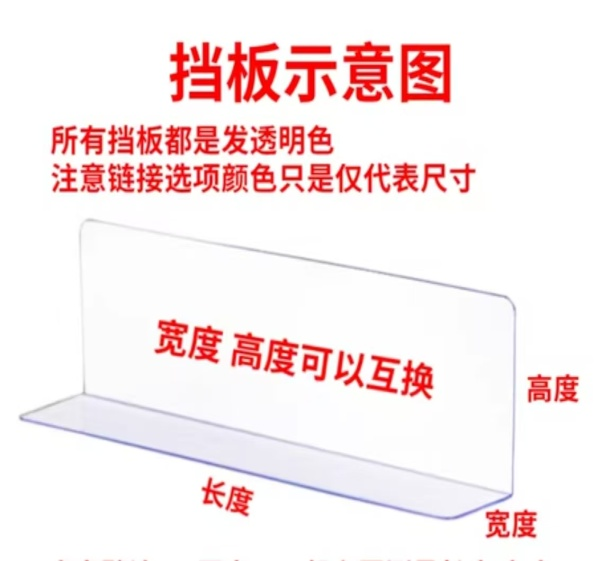 挡板示意图
所有挡板都是发透明色
注意链接选项颜色只是仅代表尺寸
宽度 高度可以互换
高度
长度
宽度